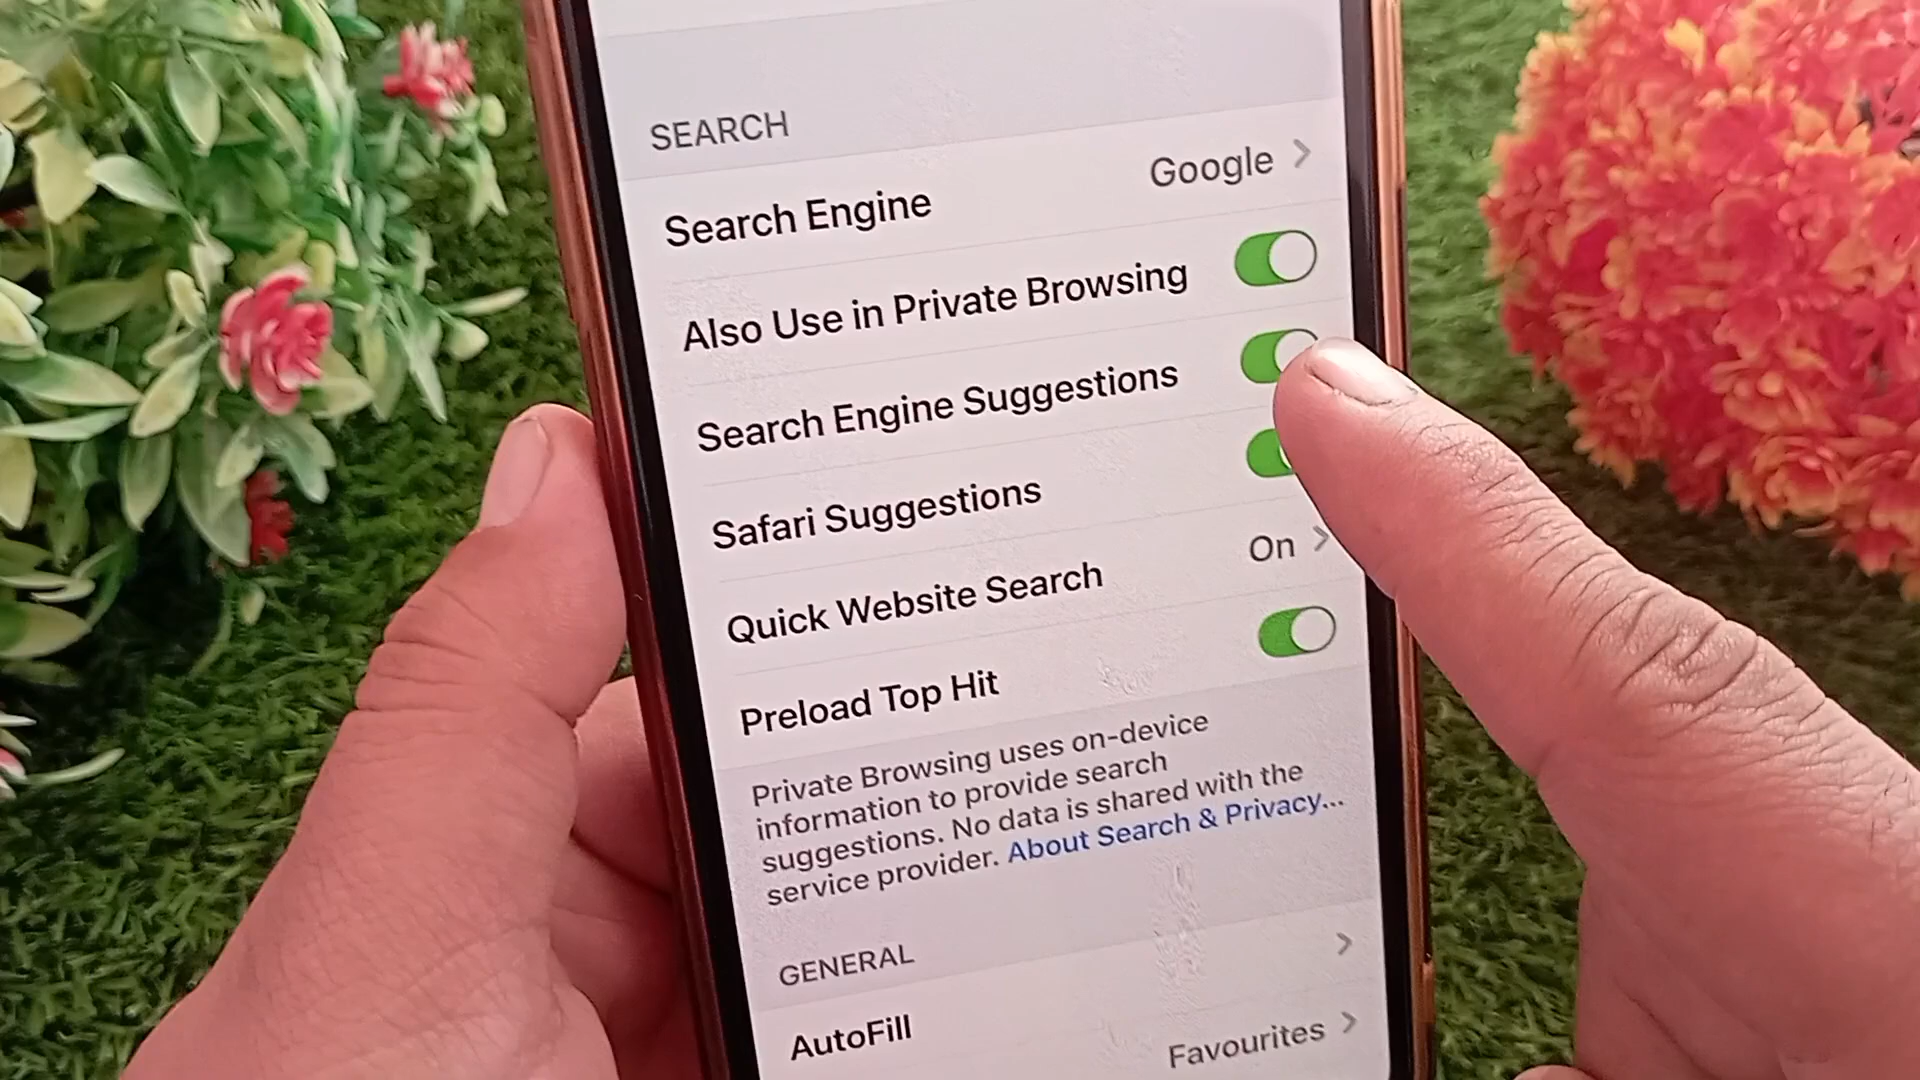 SEARCH
Search Engine Google
Also Use in Private Browsing
Search Engine Suggestions
Safari Suggestions
Quick Website Search On
Preload Top Hit
Private Browsing uses on-device
information to provide search
suggestions. No data is shared with the
service provider. About Search & Privacy...
GENERAL
AutoFill
Favourites